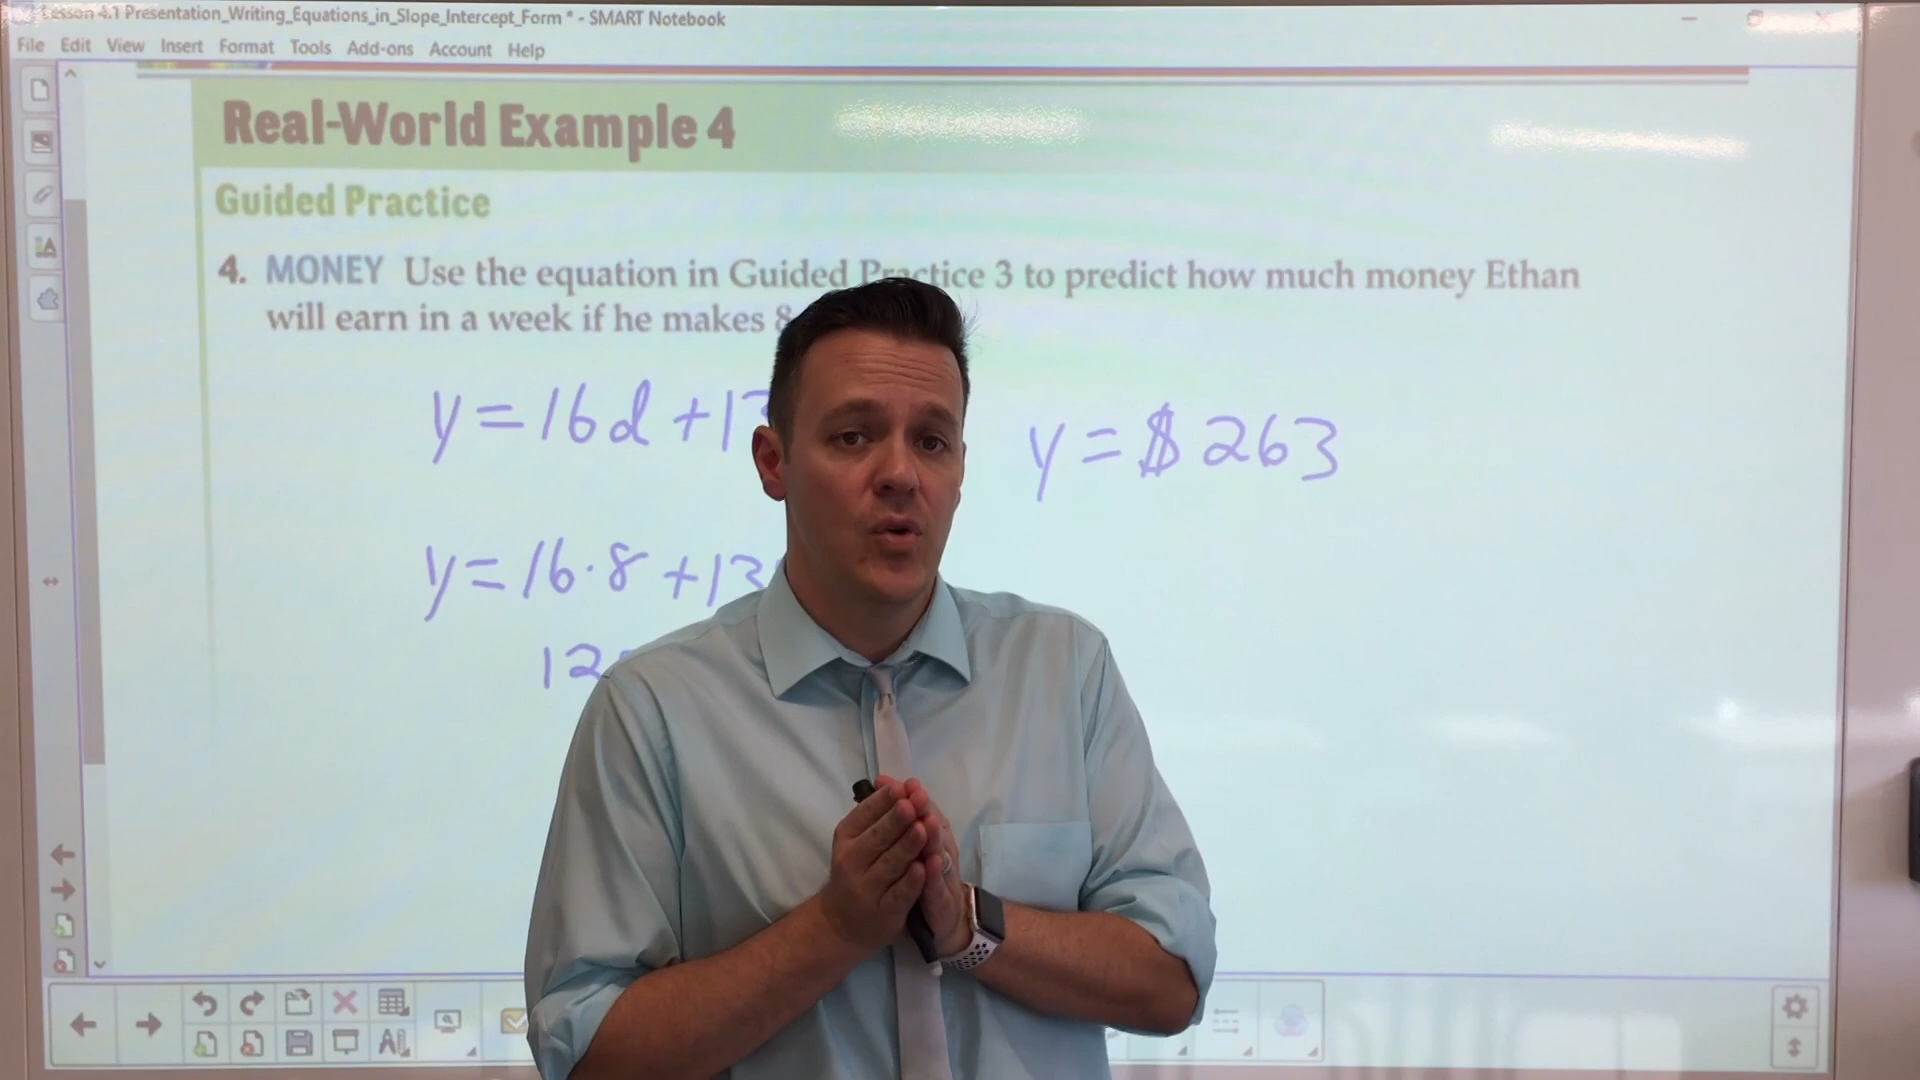 Lesson 4.1 Presentation_Writing_Equations_in_Slope_Intercept_Form * - SMART Notebook
File Edit View Insert Format Tools Add-ons Account Help
Real-World Example 4
Guided Practice
4. MONEY Use the equation in Guided Practice 3 to predict how much money Ethan
will earn in a week if he makes 8
y = 16d + 13
y = $ 263
y = 16·8 + 13
12